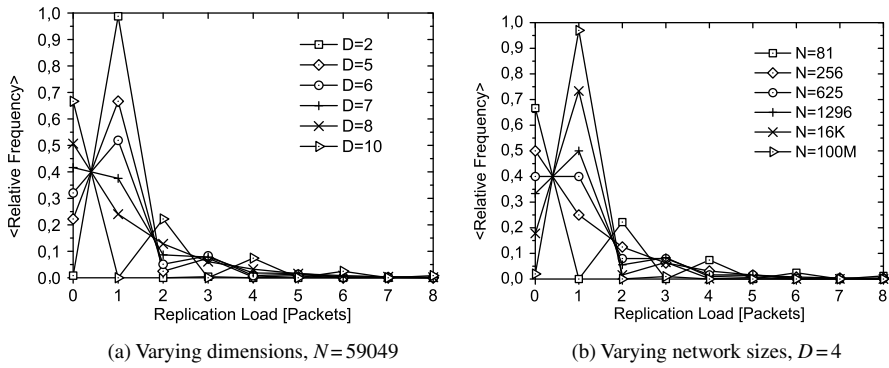 1,0
0,9
0,8
0,7
0,6
0,5
0,4
0,3
0,2
0,1
0,0
<Relative Frequency>
D=2
D=5
D=6
D=7
D=8
D=10
0 1 2 3 4 5 6 7 8
Replication Load [Packets]
(a) Varying dimensions, N=59049
1,0
0,9
0,8
0,7
0,6
0,5
0,4
0,3
0,2
0,1
0,0
<Relative Frequency>
N=81
N=256
N=625
N=1296
N=16K
N=100M
0 1 2 3 4 5 6 7 8
Replication Load [Packets]
(b) Varying network sizes, D=4